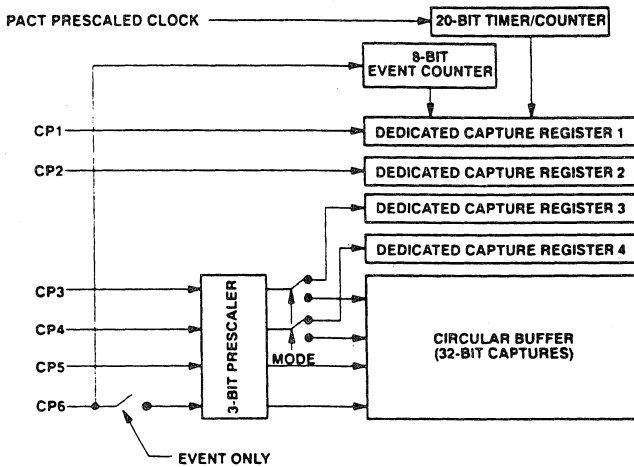 PACT PRESCALED CLOCK
20-BIT TIMER/COUNTER
8-BIT
EVENT COUNTER
CP1
DEDICATED CAPTURE REGISTER 1
CP2
DEDICATED CAPTURE REGISTER 2
DEDICATED CAPTURE REGISTER 3
DEDICATED CAPTURE REGISTER 4
CP3
CP4
CP5
CP6
3-BIT PRESCALER
MODE
CIRCULAR BUFFER
(32-BIT CAPTURES)
EVENT ONLY